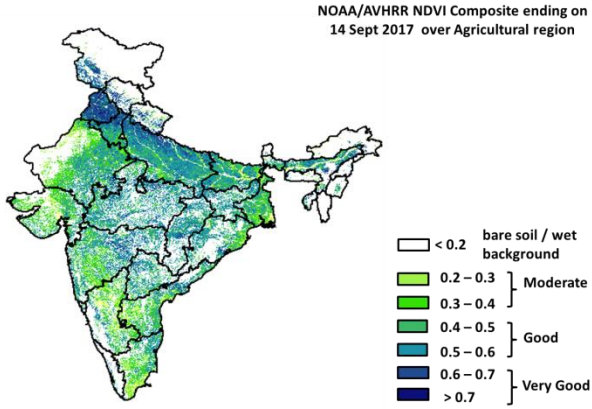 NOAA/AVHRR NDVI Composite ending on
14 Sept 2017 over Agricultural region
< 0.2 bare soil / wet
background
0.2 – 0.3
Moderate
0.3 – 0.4
0.4 – 0.5
Good
0.5 – 0.6
0.6 – 0.7
Very Good
> 0.7